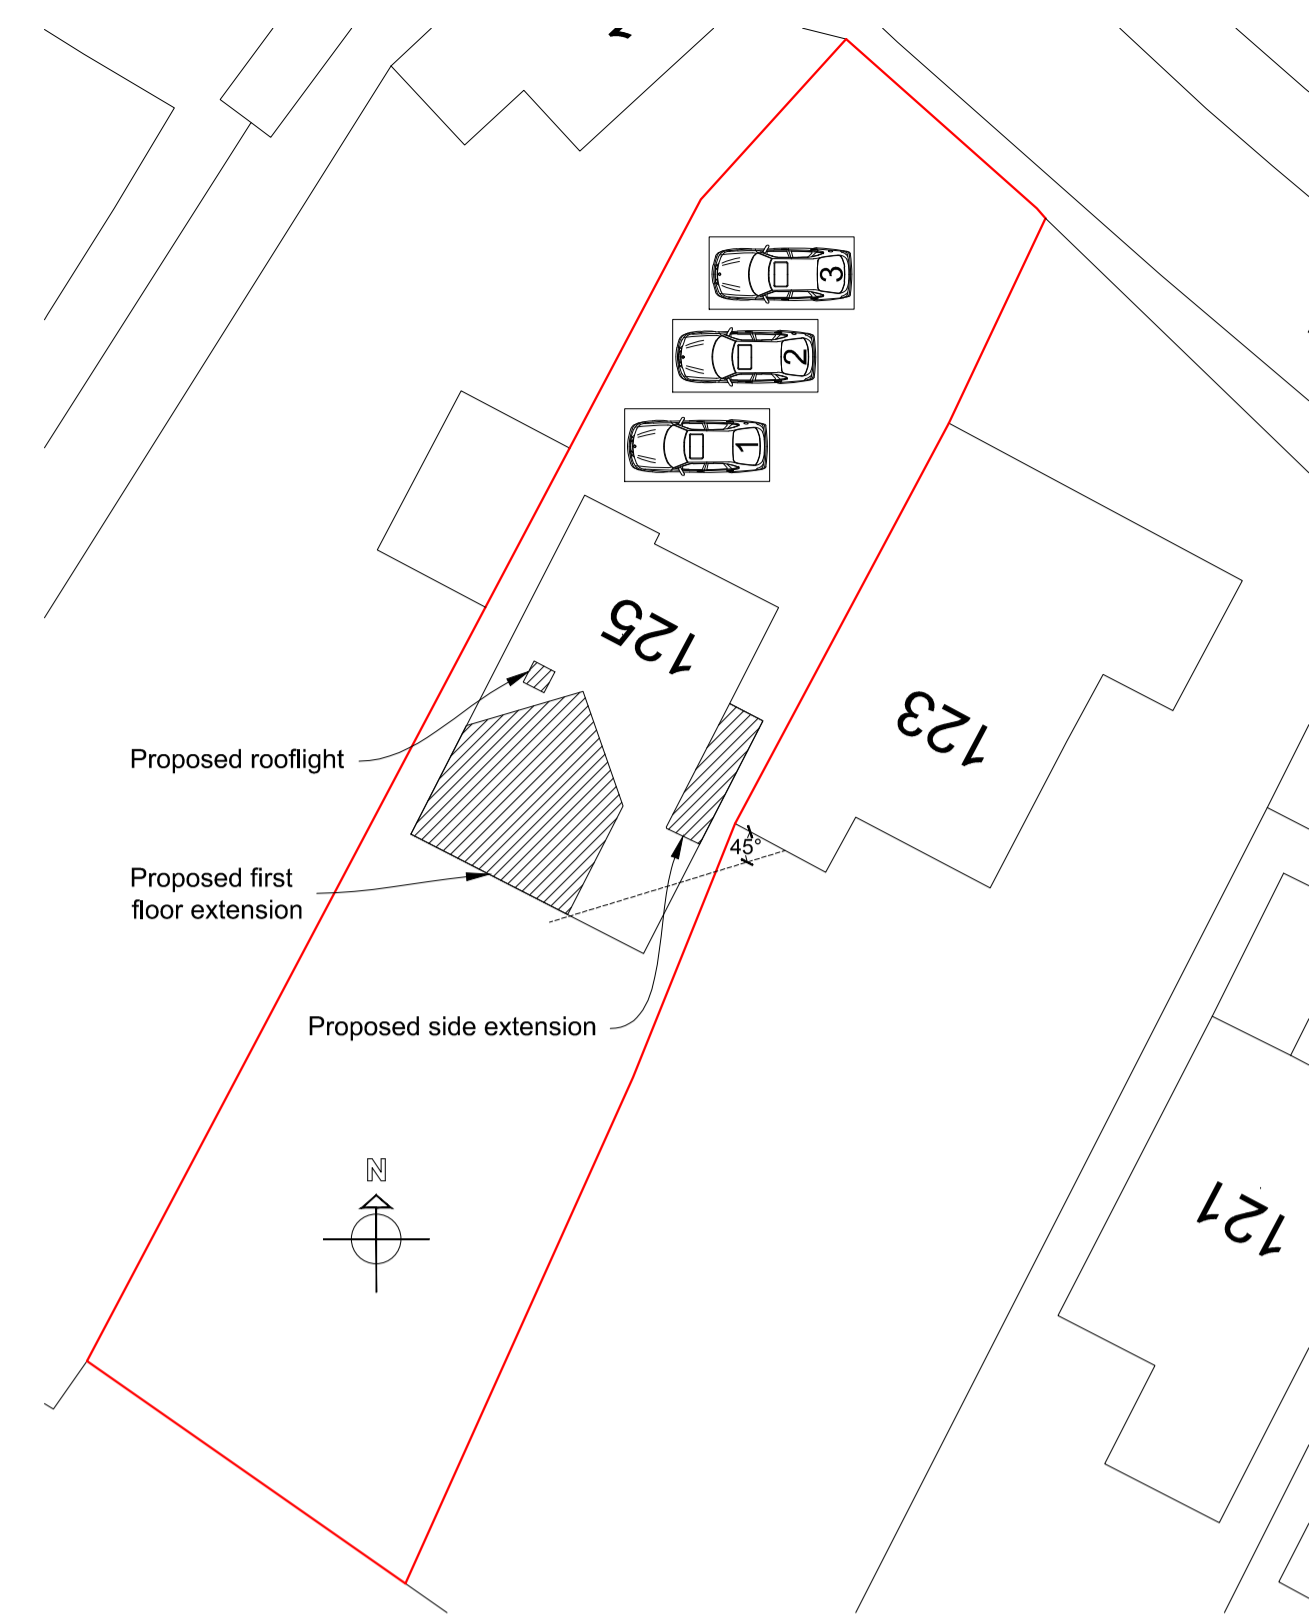 3
2
1
125
123
Proposed rooflight
45°
Proposed first
floor extension
Proposed side extension
N
121